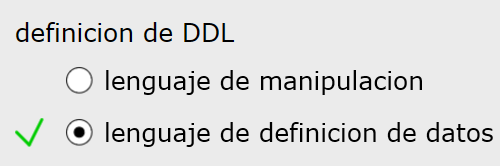 definicion de DDL
lenguaje de manipulacion
lenguaje de definicion de datos